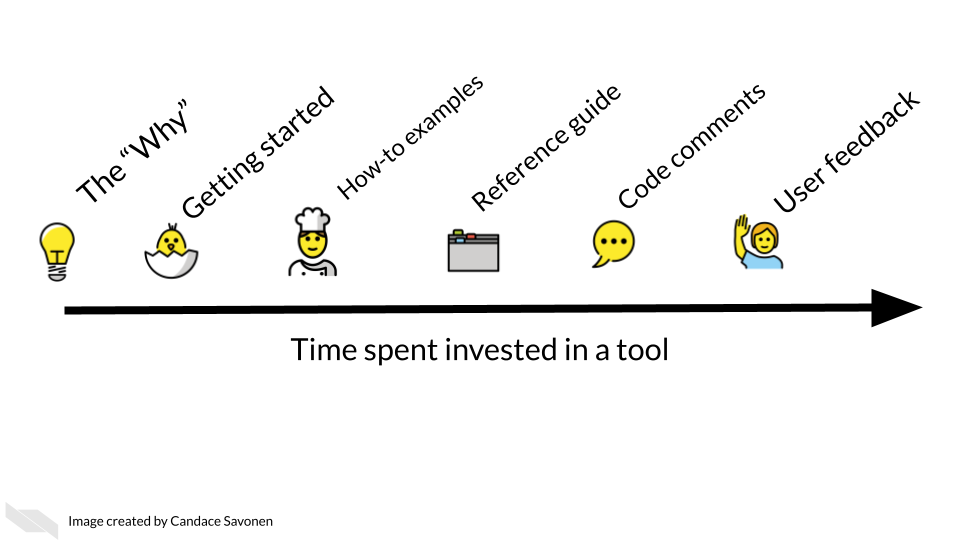 The “Why”
Getting started
How-to examples
Reference guide
Code comments
User feedback
Time spent invested in a tool
Image created by Candace Savonen